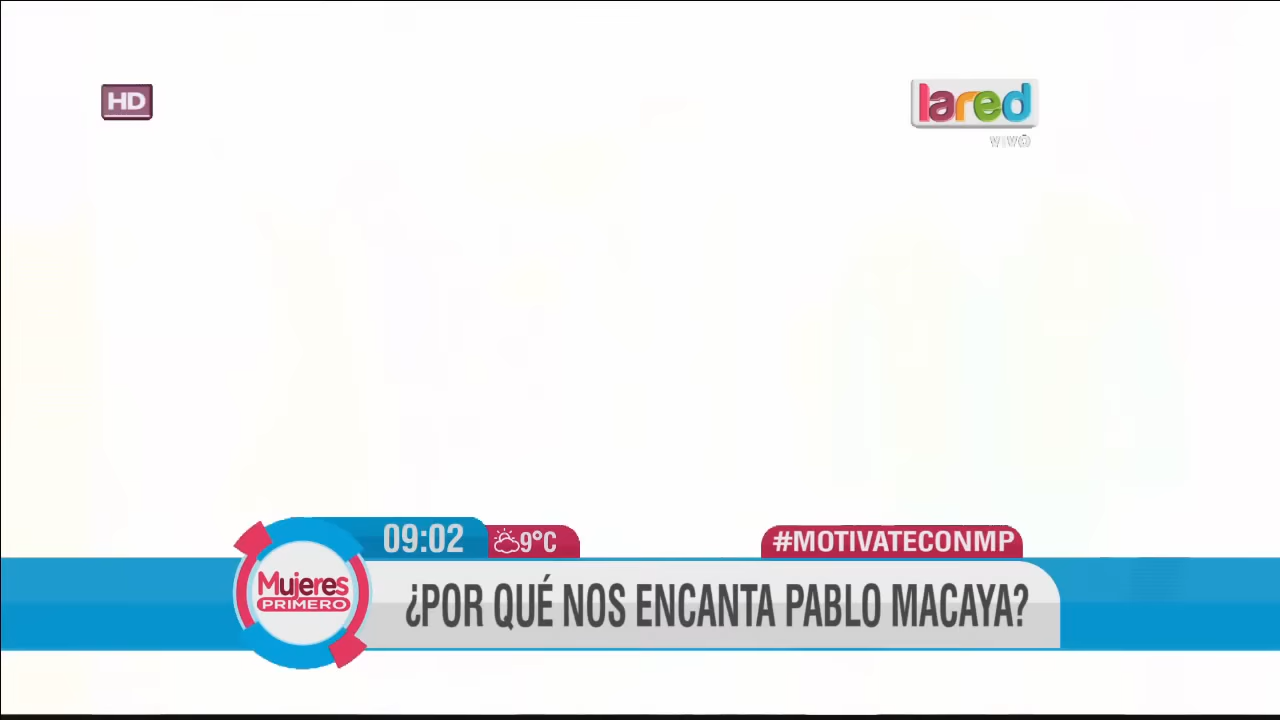 HD
lared
VIVO
09:02
9°C
#MOTIVATECONMP
Mujeres
PRIMERO
¿POR QUÉ NOS ENCANTA PABLO MACAYA?